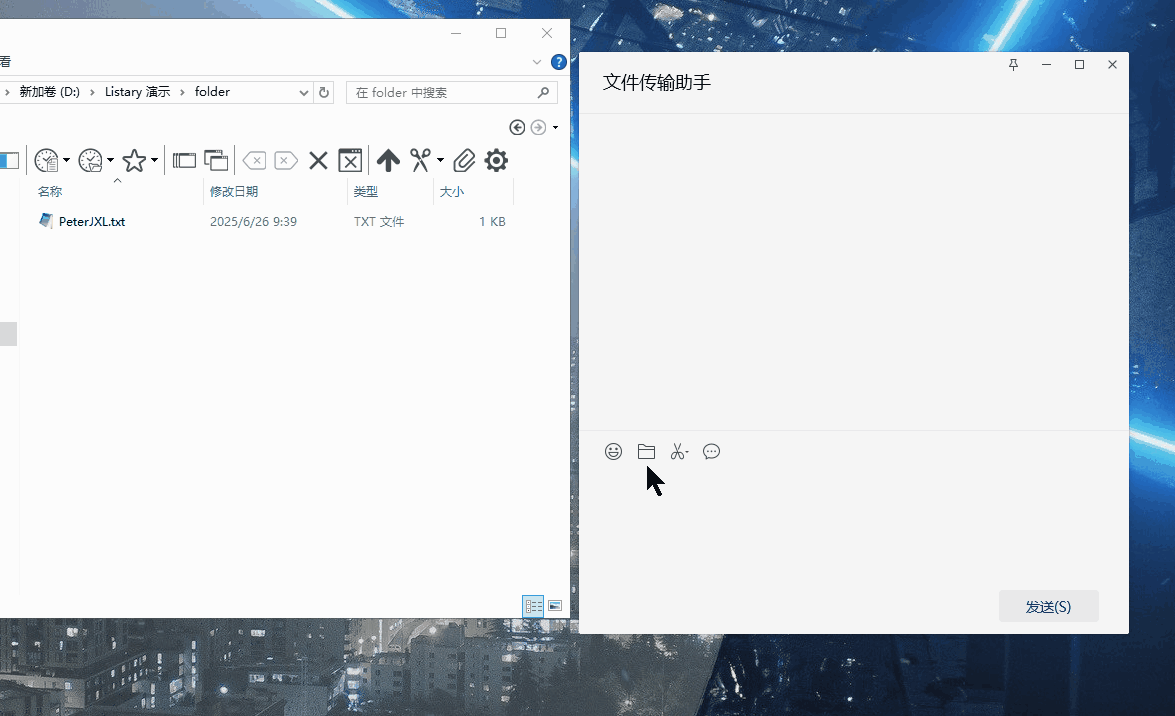 看
新加卷 (D:) Listary 演示 folder
在 folder 中搜索
名称 修改日期 类型 大小
PeterJXL.txt 2025/6/26 9:39 TXT 文件 1 KB
文件传输助手
发送(S)